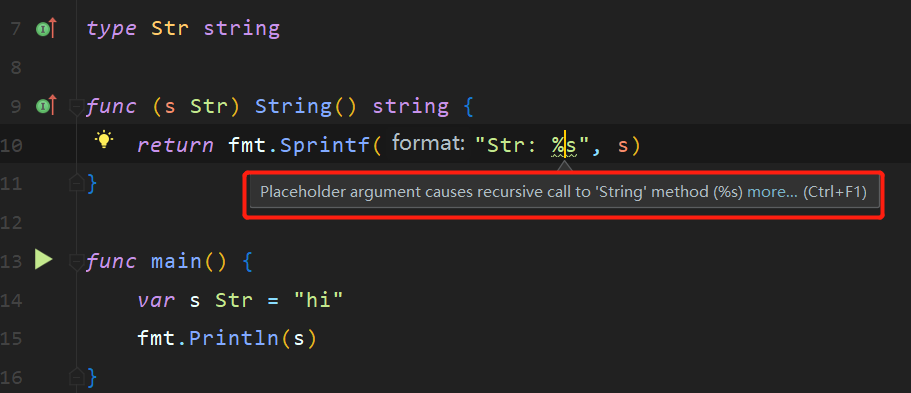 7 type Str string
8
9 func (s Str) String() string {
10 return fmt.Sprintf( format: "Str: %s", s)
11 }
Placeholder argument causes recursive call to 'String' method (%s) more... (Ctrl+F1)
12
13 func main() {
14 var s Str = "hi"
15 fmt.Println(s)
16 }